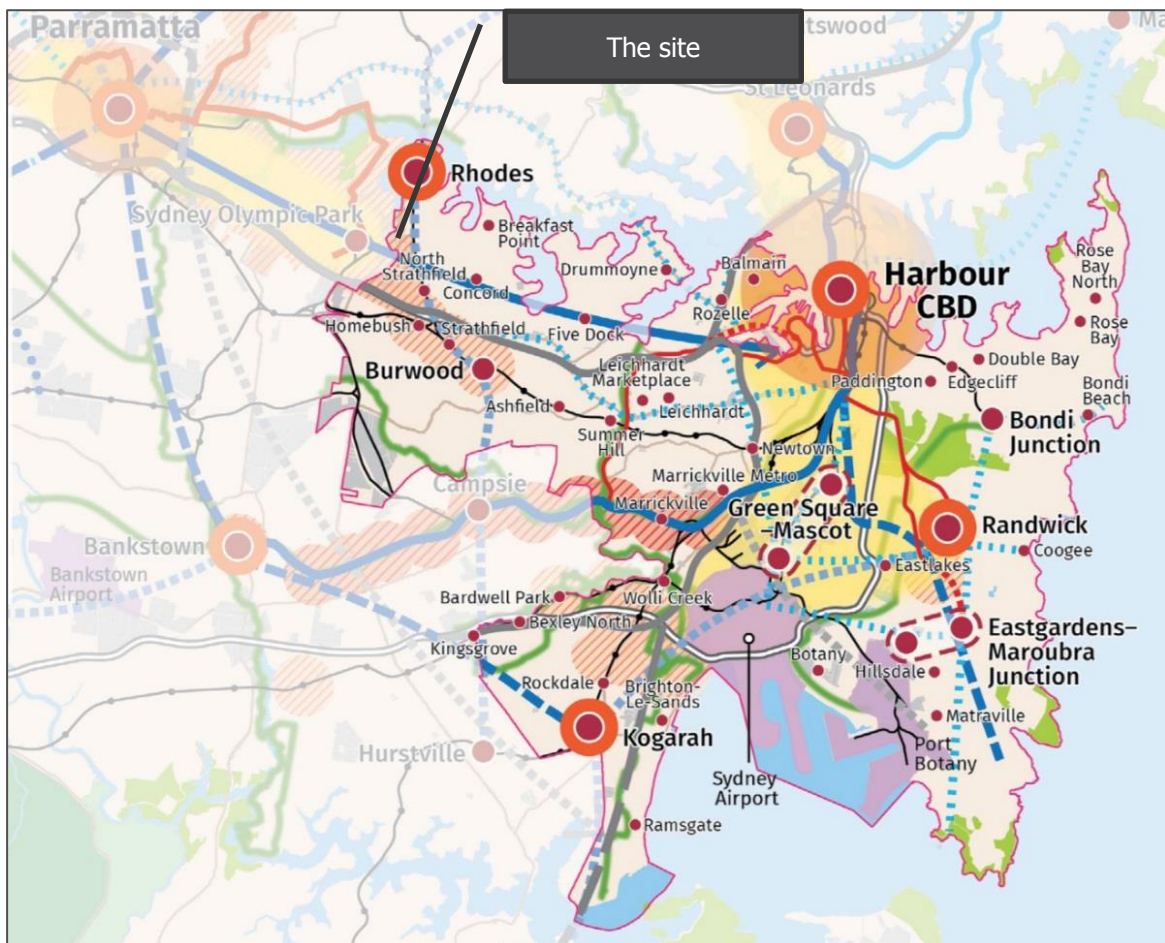 Parramatta
The site
St Leonards
Rhodes
Sydney Olympic Park
Breakfast
Point
North
Strathfield
Concord
Drummoyne
Balmain
Rozelle
Harbour
CBD
Rose
Bay
North
Rose
Bay
Homebush
Strathfield
Five Dock
Burwood
Leichhardt
Marketplace
Leichhardt
Paddington
Edgecliff
Double Bay
Bondi
Beach
Bondi
Junction
Ashfield
Summer
Hill
Newtown
Marrickville Metro
Marrickville
Campsie
Green Square
–Mascot
Randwick
Coogee
Eastlakes
Bankstown
Bankstown
Airport
Bardwell Park
Wolli Creek
Bexley North
Kingsgrove
Botany
Hillsdale
Eastgardens–
Maroubra
Junction
Rockdale
Brighton-
Le-Sands
Matraville
Kogarah
Port
Botany
Hurstville
Sydney
Airport
Ramsgate